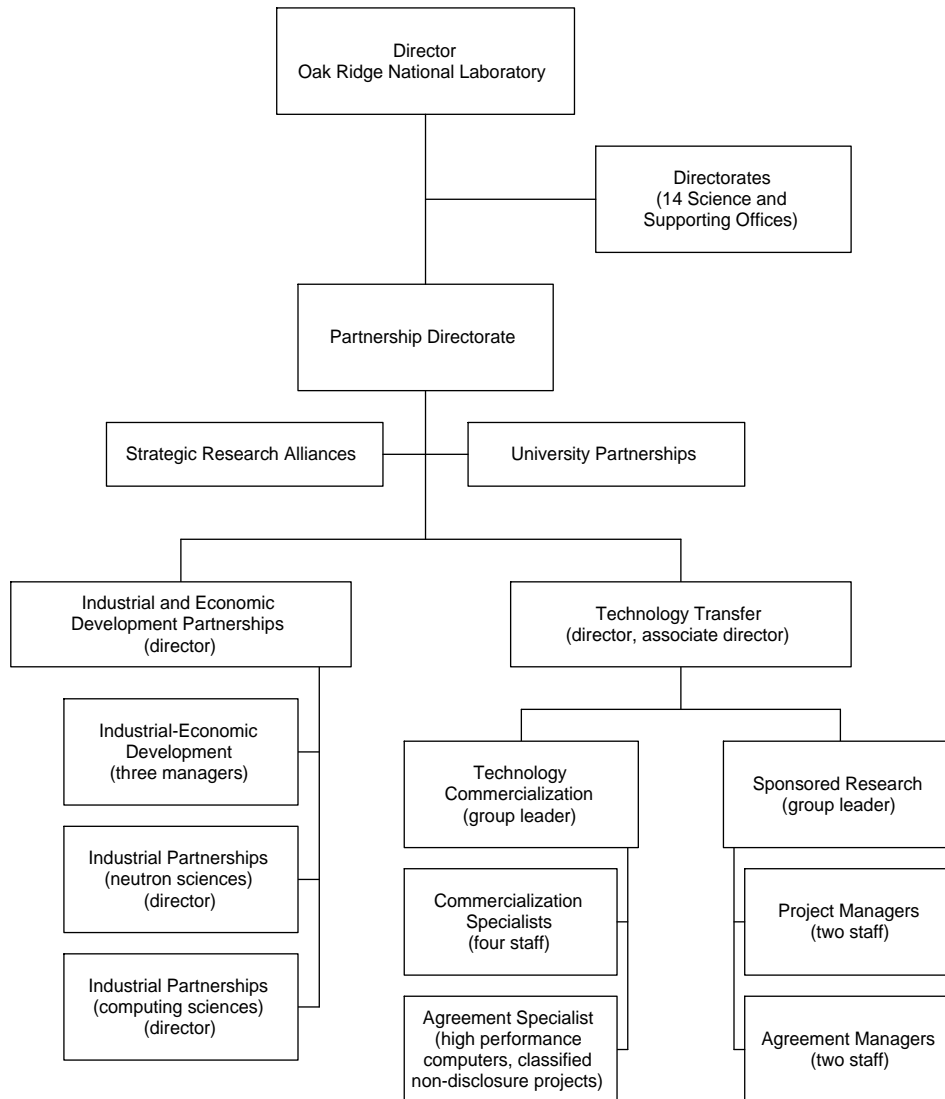 Director
Oak Ridge National Laboratory
Directorates
(14 Science and
Supporting Offices)
Partnership Directorate
Strategic Research Alliances
University Partnerships
Industrial and Economic
Development Partnerships
(director)
Technology Transfer
(director, associate director)
Industrial-Economic
Development
(three managers)
Industrial Partnerships
(neutron sciences)
(director)
Industrial Partnerships
(computing sciences)
(director)
Technology
Commercialization
(group leader)
Commercialization
Specialists
(four staff)
Agreement Specialist
(high performance
computers, classified
non-disclosure projects)
Sponsored Research
(group leader)
Project Managers
(two staff)
Agreement Managers
(two staff)